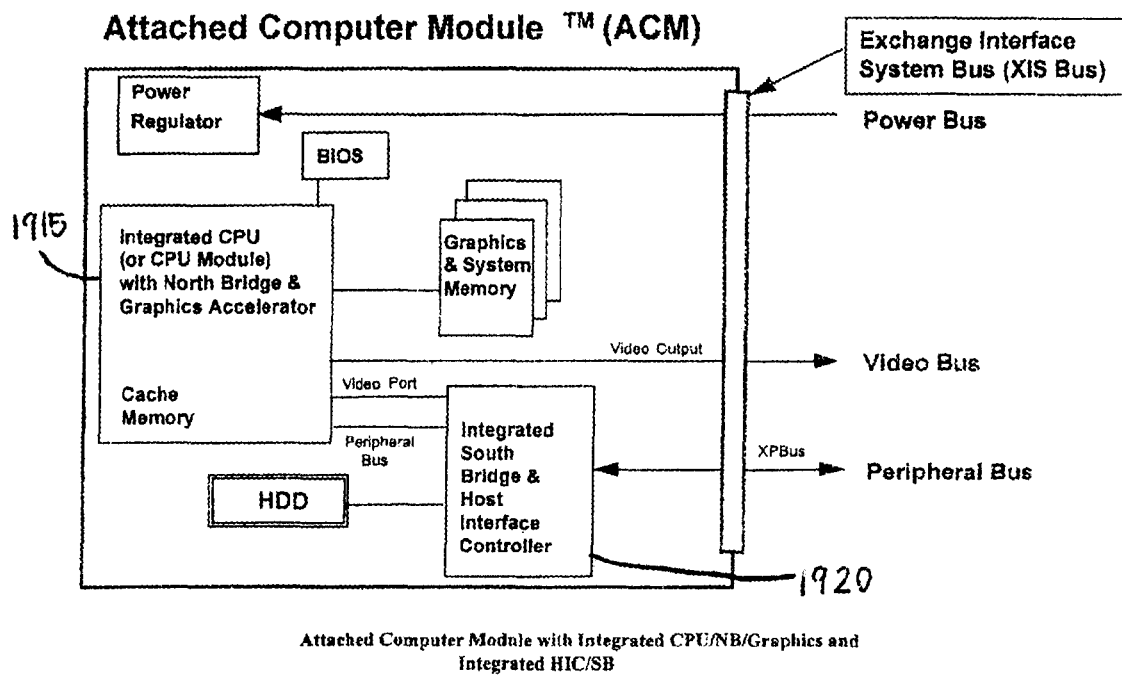 Attached Computer Module ™ (ACM)
Exchange Interface
System Bus (XIS Bus)
Power
Regulator
Power Bus
BIOS
1915
Integrated CPU
(or CPU Module)
with North Bridge &
Graphics Accelerator
Graphics
& System
Memory
Video Output
Video Bus
Video Port
Cache
Memory
Peripheral
Bus
Integrated
South
Bridge &
Host
Interface
Controller
XPBus
Peripheral Bus
HDD
1920
Attached Computer Module with Integrated CPU/NB/Graphics and
Integrated HIC/SB